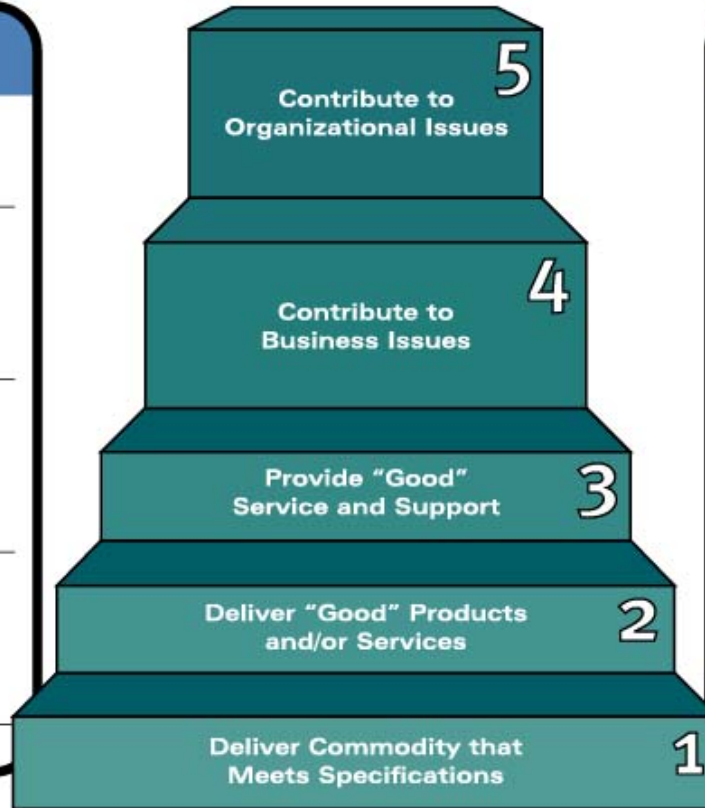 5
Contribute to
Organizational Issues
4
Contribute to
Business Issues
3
Provide “Good”
Service and Support
2
Deliver “Good” Products
and/or Services
1
Deliver Commodity that
Meets Specifications